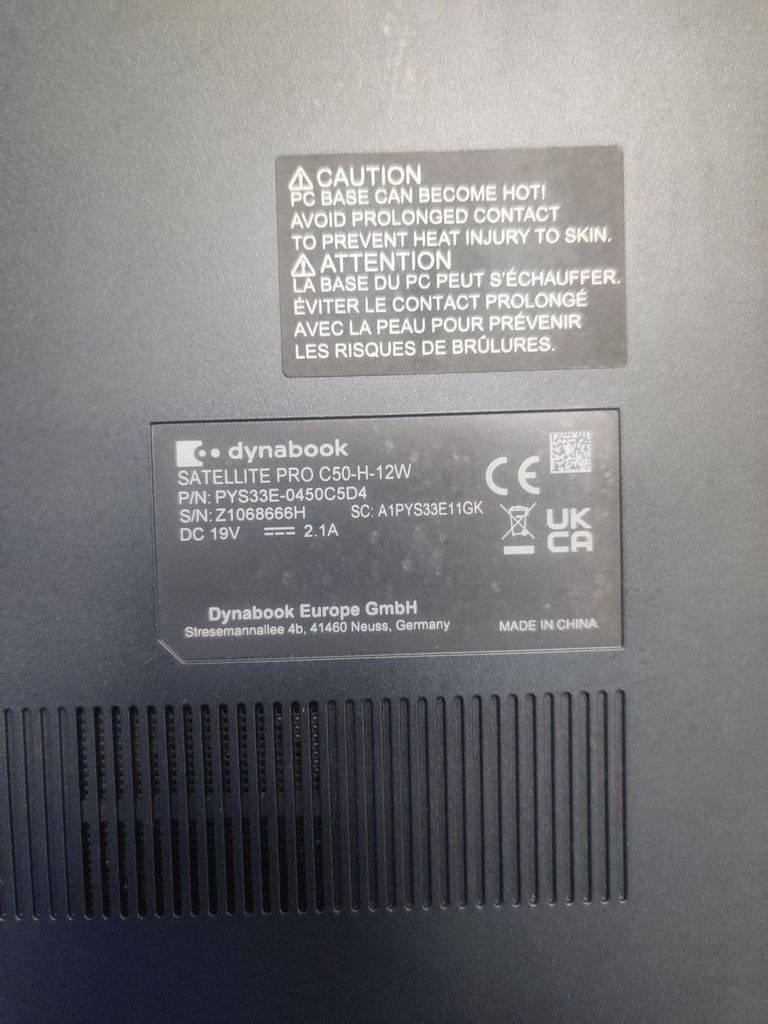 CAUTION
PC BASE CAN BECOME HOT!
AVOID PROLONGED CONTACT
TO PREVENT HEAT INJURY TO SKIN.
ATTENTION
LA BASE DU PC PEUT S'ÉCHAUFFER.
ÉVITER LE CONTACT PROLONGÉ
AVEC LA PEAU POUR PRÉVENIR
LES RISQUES DE BRÛLURES.
dynabook
SATELLITE PRO C50-H-12W
P/N: PYS33E-0450C5D4
S/N: Z1068666H SC: A1PYS33E11GK
DC 19V 2.1A
CE
UK
CA
Dynabook Europe GmbH
Stresemannallee 4b, 41460 Neuss, Germany MADE IN CHINA